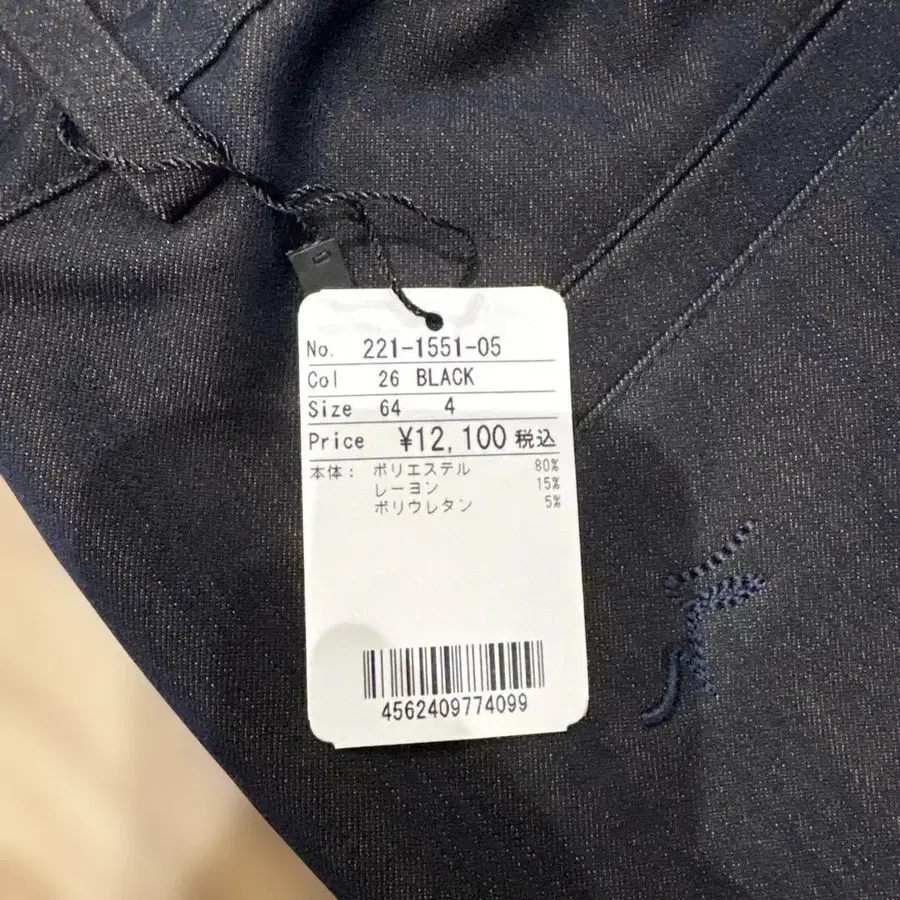 No. 221-1551-05
Col 26 BLACK
Size 64 4
Price ¥12,100 税込
本体: ポリエステル 80%
レーヨン 15%
ポリウレタン 5%
4562409774099